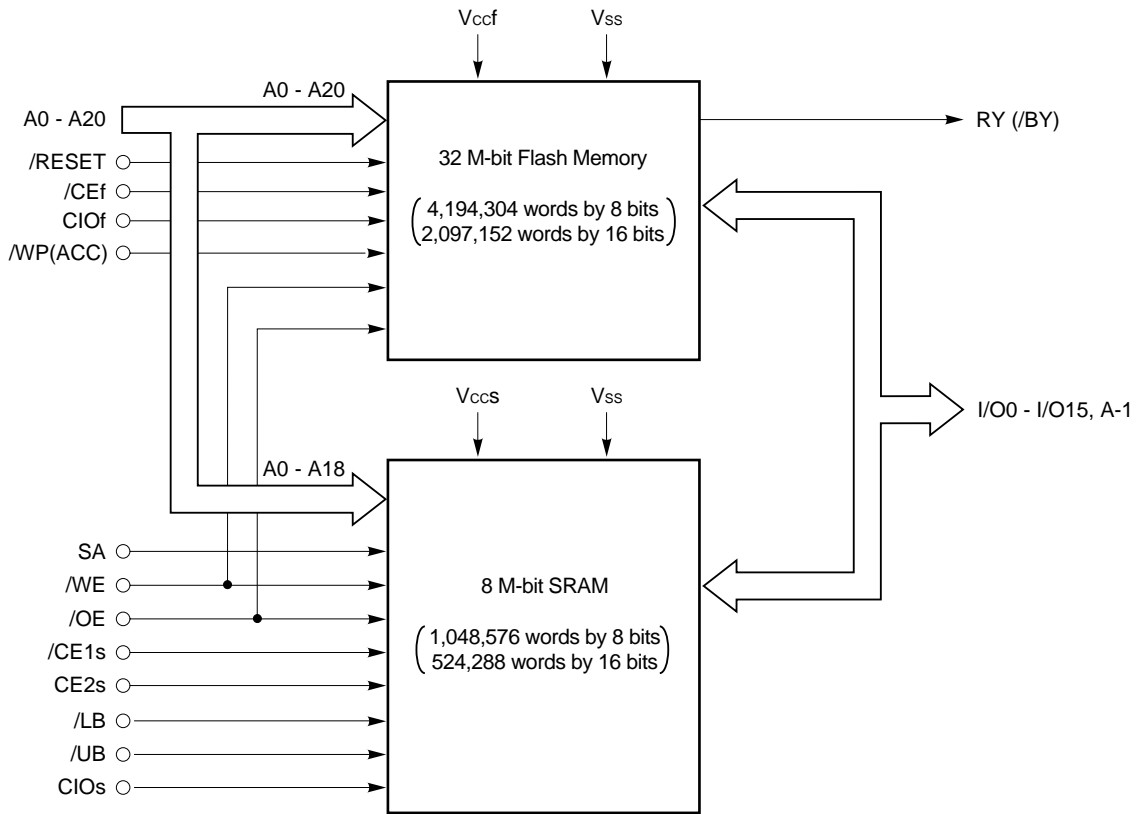 VCCf
VSS
A0 - A20
A0 - A20
/RESET
/CEf
CIOf
/WP(ACC)
32 M-bit Flash Memory
4,194,304 words by 8 bits
2,097,152 words by 16 bits
RY (/BY)
VCCs
VSS
I/O0 - I/O15, A-1
A0 - A18
SA
/WE
/OE
/CE1s
CE2s
/LB
/UB
CIOs
8 M-bit SRAM
1,048,576 words by 8 bits
524,288 words by 16 bits